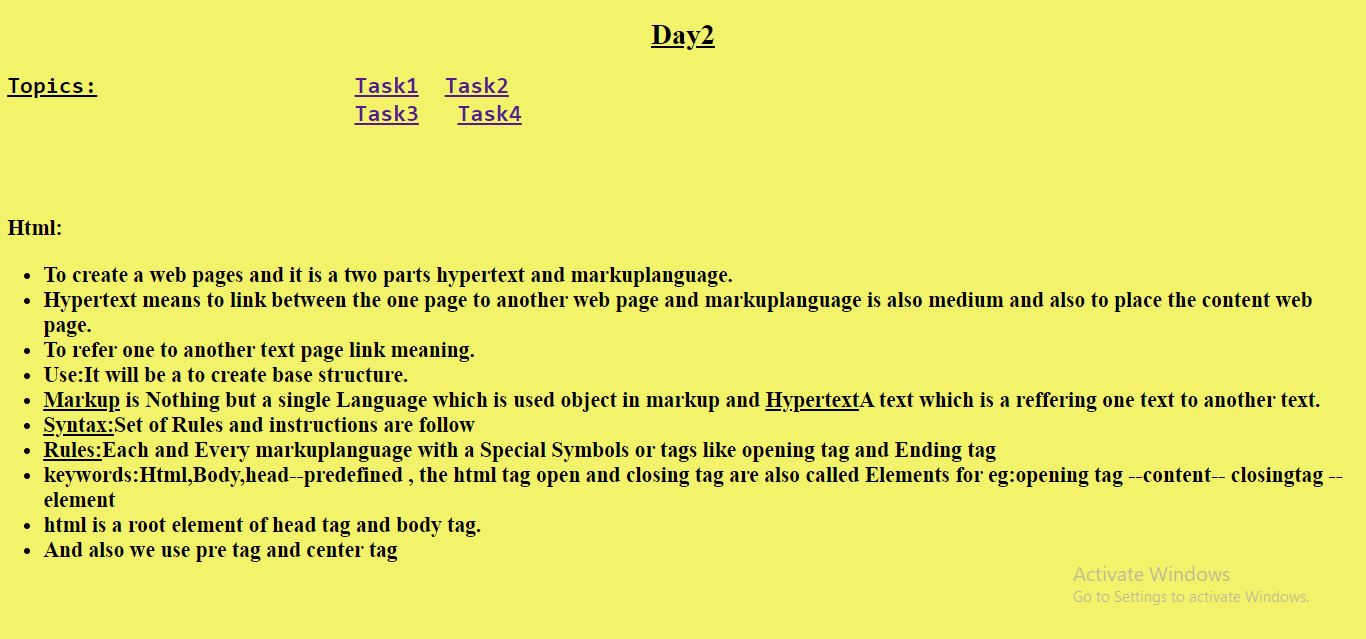 Day2
Topics: Task1 Task2
Task3 Task4
Html:
• To create a web pages and it is a two parts hypertext and markuplanguage.
• Hypertext means to link between the one page to another web page and markuplanguage is also medium and also to place the content web
page.
• To refer one to another text page link meaning.
• Use:It will be a to create base structure.
• Markup is Nothing but a single Language which is used object in markup and HypertextA text which is a reffering one text to another text.
• Syntax:Set of Rules and instructions are follow
• Rules:Each and Every markuplanguage with a Special Symbols or tags like opening tag and Ending tag
• keywords:Html,Body,head--predefined , the html tag open and closing tag are also called Elements for eg:opening tag --content-- closingtag --
element
• html is a root element of head tag and body tag.
• And also we use pre tag and center tag
Activate Windows
Go to Settings to activate Windows.